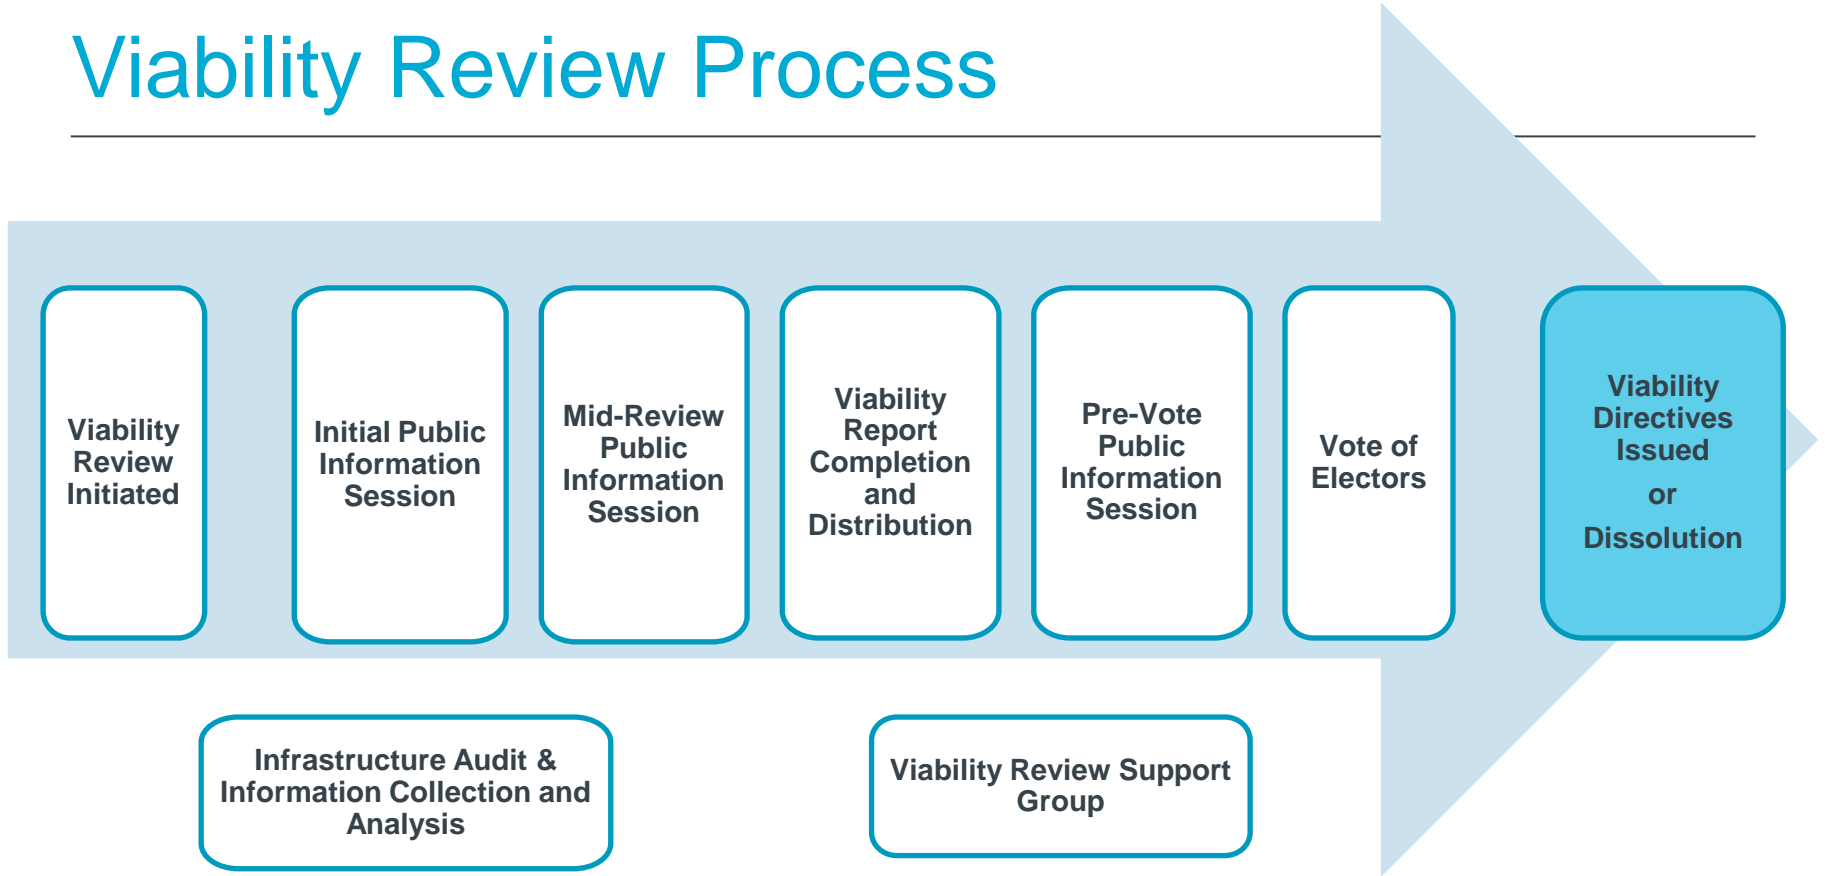 Viability Review Process
Viability
Review
Initiated
Initial Public
Information
Session
Mid-Review
Public
Information
Session
Viability
Report
Completion
and
Distribution
Pre-Vote
Public
Information
Session
Vote of
Electors
Viability
Directives
Issued
or
Dissolution
Infrastructure Audit &
Information Collection and
Analysis
Viability Review Support
Group